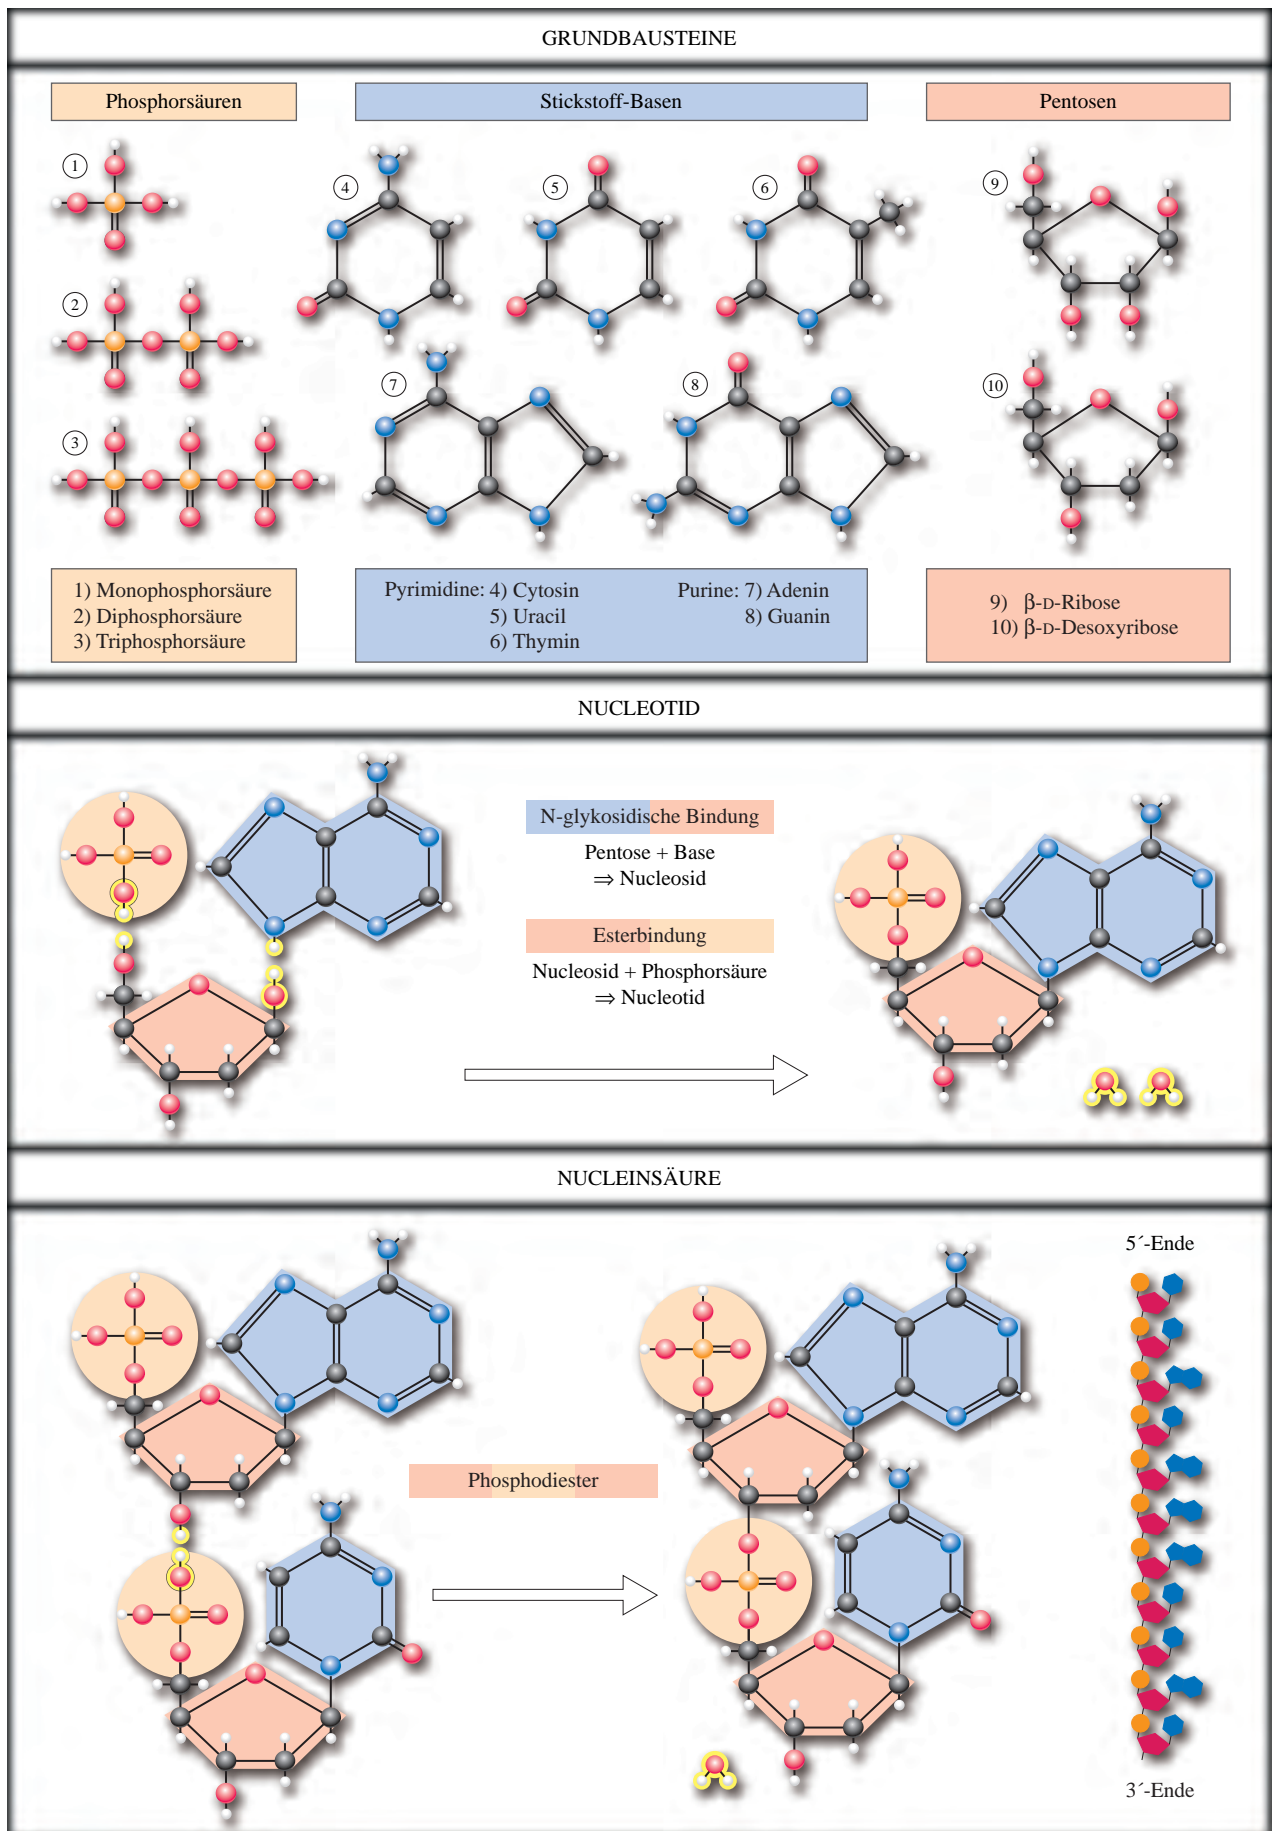 GRUNDBAUSTEINE
Phosphorsäuren
Stickstoff-Basen
Pentosen
1
2
3
4
5
6
7
8
9
10
1) Monophosphorsäure
2) Diphosphorsäure
3) Triphosphorsäure
Pyrimidine: 4) Cytosin
5) Uracil
6) Thymin
Purine: 7) Adenin
8) Guanin
9) β-D-Ribose
10) β-D-Desoxyribose
NUCLEOTID
N-glykosidische Bindung
Pentose + Base
⇒ Nucleosid
Esterbindung
Nucleosid + Phosphorsäure
⇒ Nucleotid
NUCLEINSÄURE
Phosphodiester
5´-Ende
3´-Ende